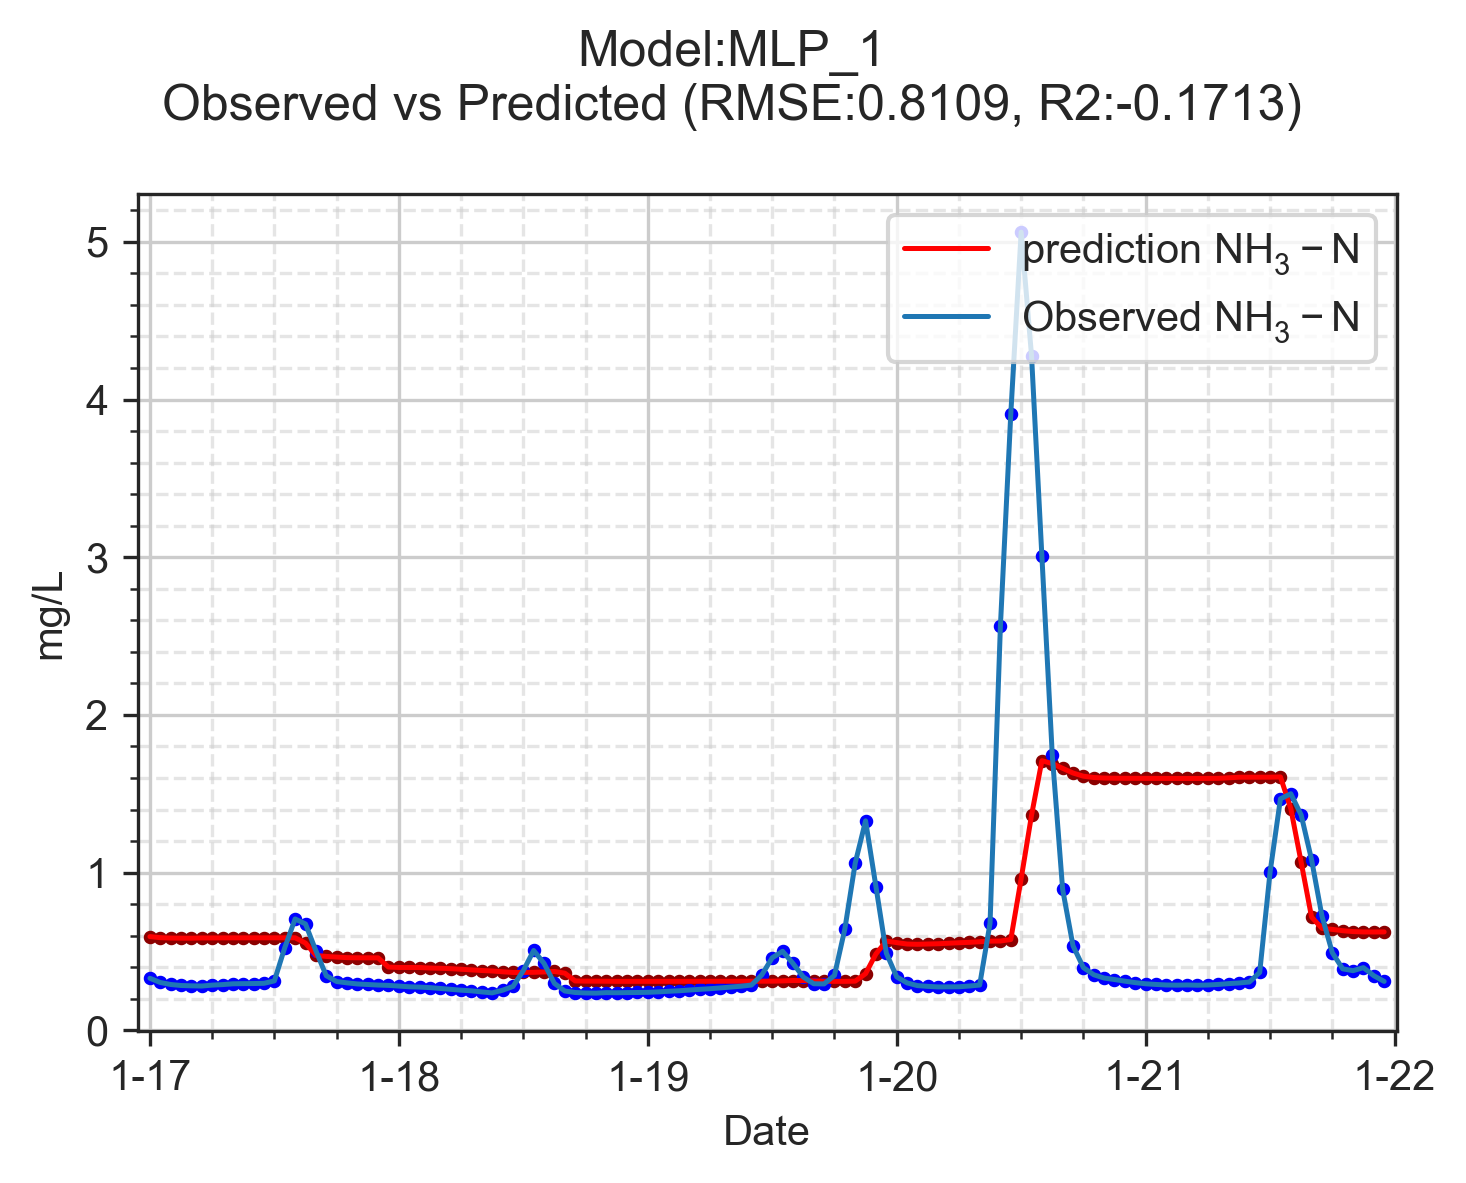 Model:MLP_1
Observed vs Predicted (RMSE:0.8109, R2:-0.1713)
prediction NH₃ − N
Observed NH₃ − N
5
4
3
2
1
0
mg/L
1-17 1-18 1-19 1-20 1-21 1-22
Date